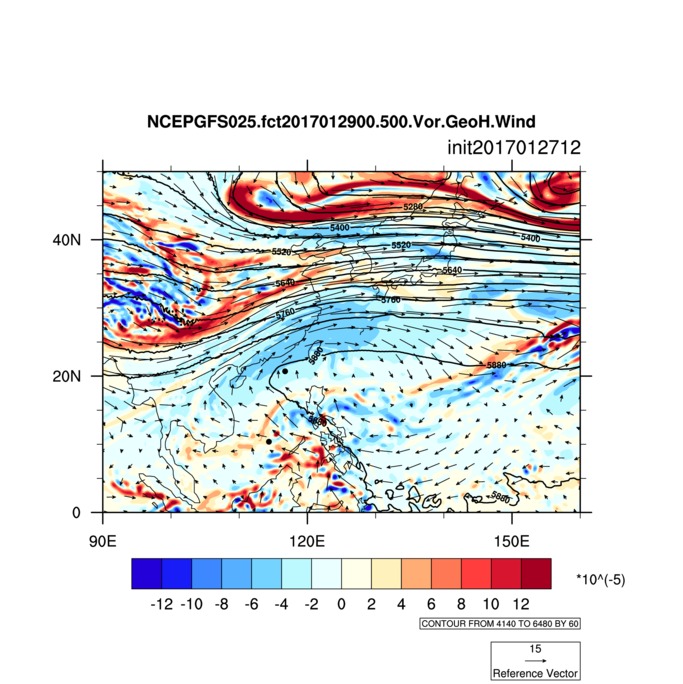 NCEPGFS025.fct2017012900.500.Vor.GeoH.Wind
init2017012712
5280
5400
5400
5520
5520
5640
5640
5760
5760
5880
5880
5880
40N
20N
0
90E 120E 150E
-12 -10 -8 -6 -4 -2 0 2 4 6 8 10 12
*10^(-5)
CONTOUR FROM 4140 TO 6480 BY 60
15
Reference Vector